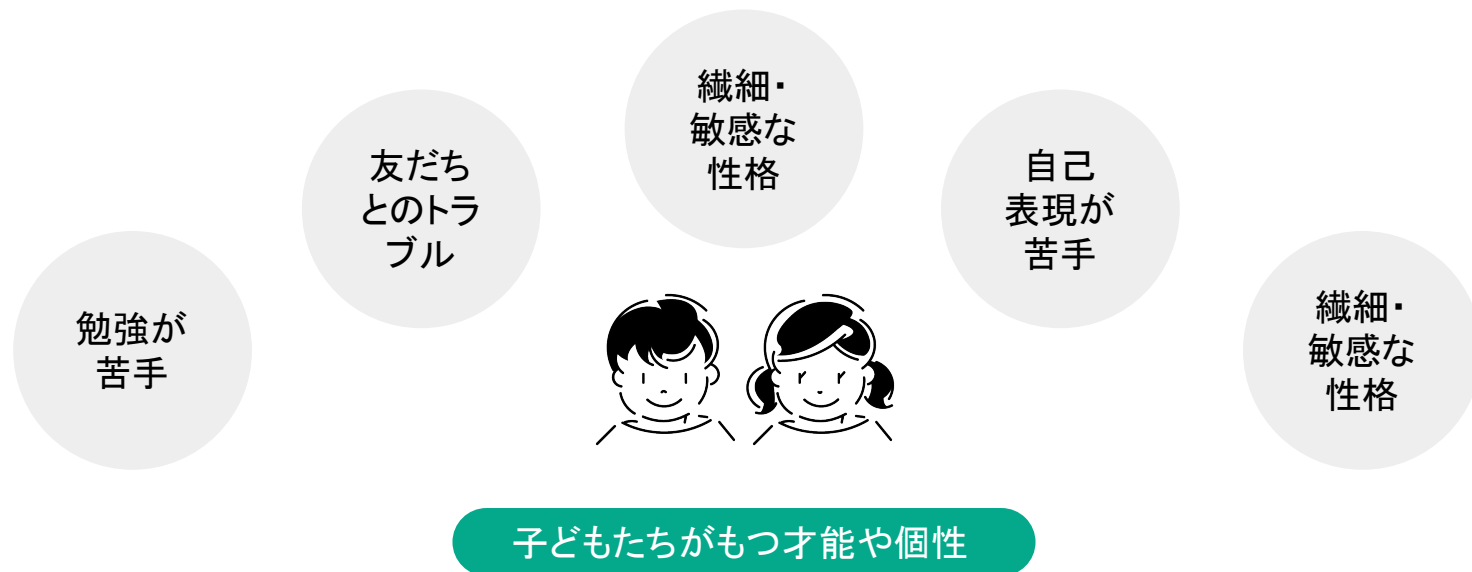 勉強が
苦手
友だち
とのトラ
ブル
繊細・
敏感な
性格
自己
表現が
苦手
繊細・
敏感な
性格
子どもたちがもつ才能や個性